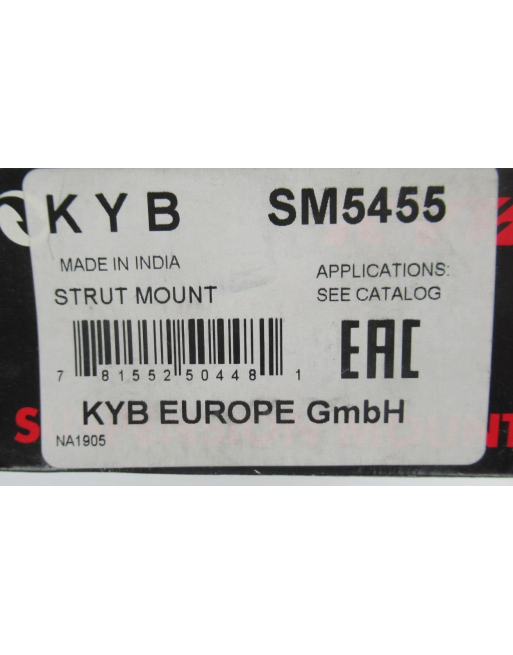 KYB SM5455
MADE IN INDIA
STRUT MOUNT
APPLICATIONS:
SEE CATALOG
7 81552 50448 1
EAC
KYB EUROPE GmbH
NA1905